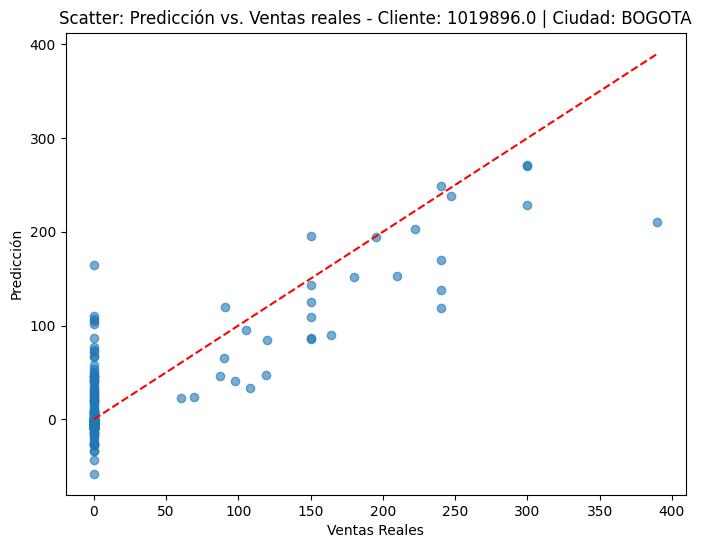 Scatter: Predicción vs. Ventas reales - Cliente: 1019896.0 | Ciudad: BOGOTA
400
300
200
100
0
Predicción
0 50 100 150 200 250 300 350 400
Ventas Reales